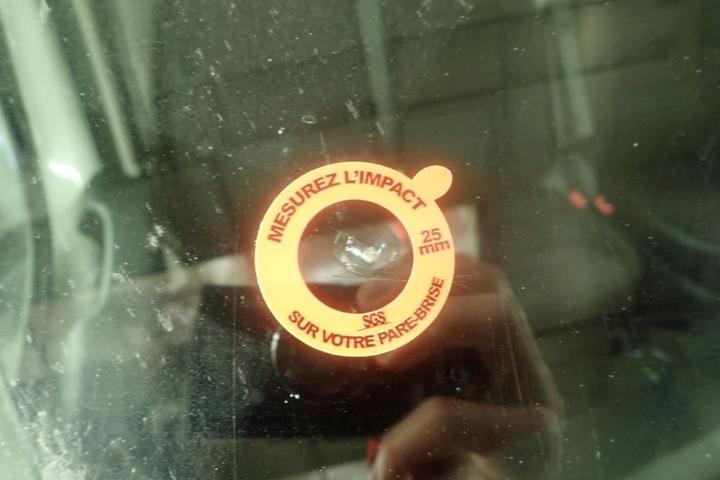 MESUREZ L'IMPACT
25
mm
SGS
SUR VOTRE PARE-BRISE